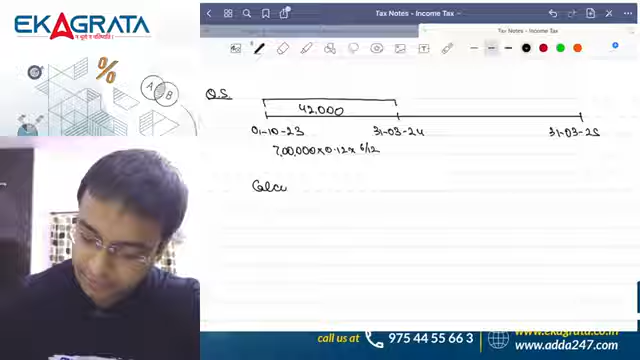 EKAGRATA
Tax Notes - Income Tax
Tax Notes - Income Tax
%
A
B
Q.5.
42,000
01-10-23 31-03-24 31-03-25
7,00,000 x 0.12 x 6/12
Calcu
call us at 975 44 55 66 3
www.ekagrata.co.in
www.adda247.com